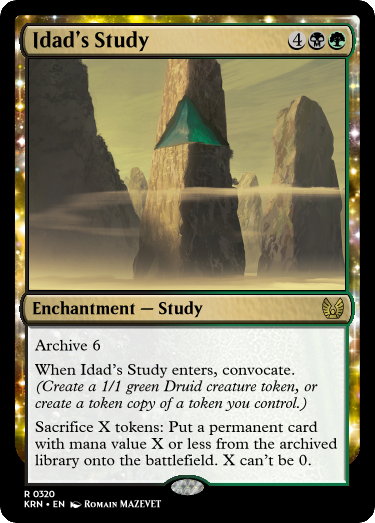 Idad's Study 4
Enchantment — Study
Archive 6
When Idad's Study enters, convocate.
(Create a 1/1 green Druid creature token, or
create a token copy of a token you control.)
Sacrifice X tokens: Put a permanent card
with mana value X or less from the archived
library onto the battlefield. X can't be 0.
R 0320
KRN • EN Romain Mazevet